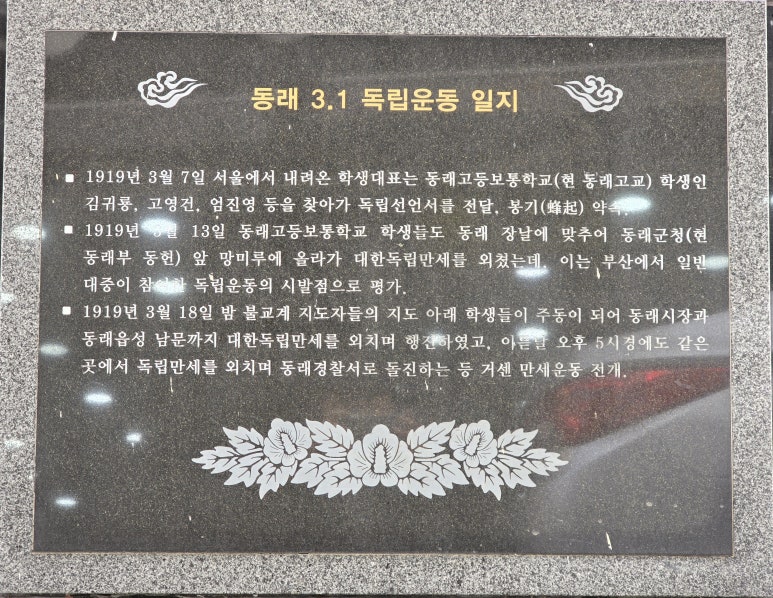 동래 3.1 독립운동 일지
■ 1919년 3월 7일 서울에서 내려온 학생대표는 동래고등보통학교(현 동래고교) 학생인
김귀룡, 고영건, 엄진영 등을 찾아가 독립선언서를 전달, 봉기(蜂起) 약속.
■ 1919년 3월 13일 동래고등보통학교 학생들도 동래 장날에 맞추어 동래군청(현
동래부 동헌) 앞 망미루에 올라가 대한독립만세를 외쳤는데, 이는 부산에서 일반
대중이 참여한 독립운동의 시발점으로 평가.
■ 1919년 3월 18일 밤 불교계 지도자들의 지도 아래 학생들이 주동이 되어 동래시장과
동래읍성 남문까지 대한독립만세를 외치며 행진하였고, 이튿날 오후 5시경에도 같은
곳에서 독립만세를 외치며 동래경찰서로 돌진하는 등 거센 만세운동 전개.